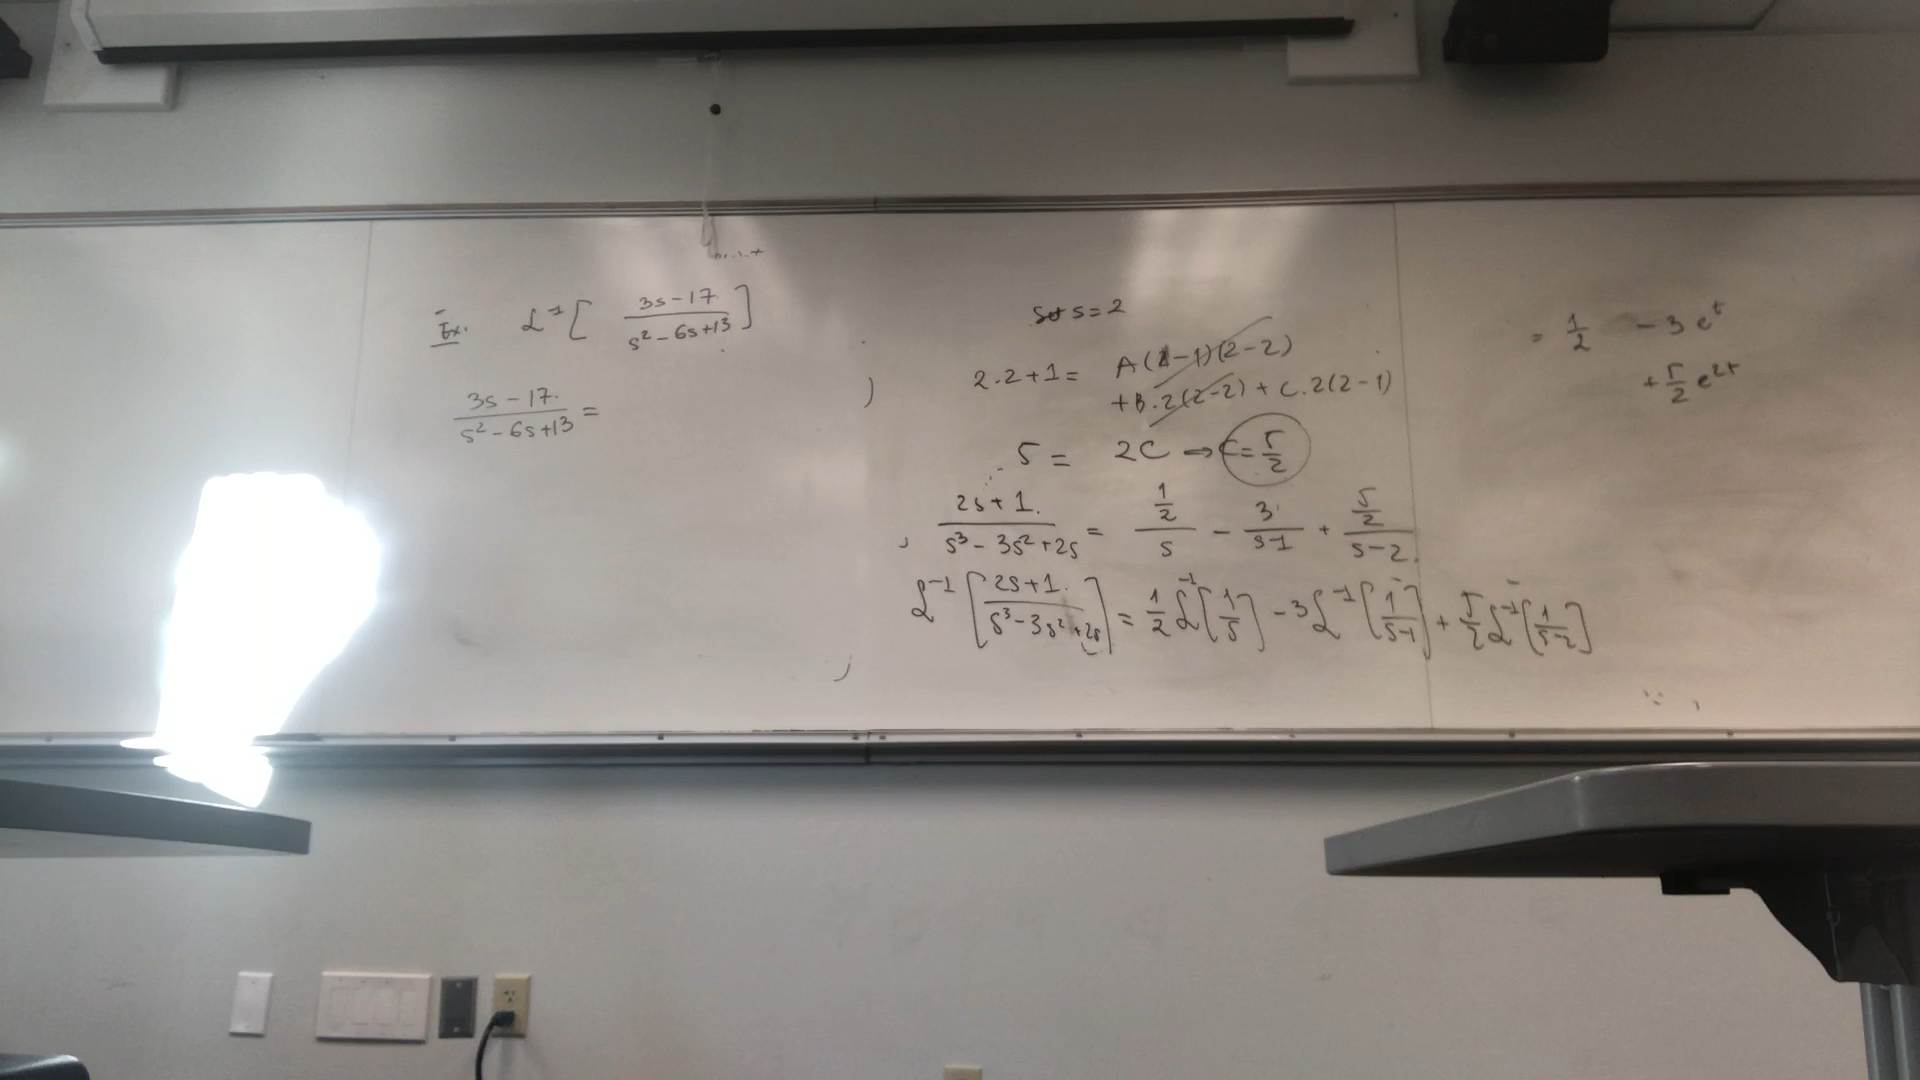 Ex. ℒ⁻¹[ (3s-17)/(s²-6s+13) ]
(3s-17)/(s²-6s+13) =
Set s=2
2.2+1= A(2-1)(2-2)
+B.2(2-2)+C.2(2-1)
5 = 2C ⇒ C=5/2
(2s+1)/(s³-3s²+2s) = (1/2)/s - 3/(s-1) + (5/2)/(s-2)
ℒ⁻¹[ (2s+1)/(s³-3s²+2s) ] = 1/2 ℒ⁻¹[1/s] -3ℒ⁻¹[1/(s-1)] + 5/2 ℒ⁻¹[1/(s-2)]
= 1/2 - 3e^t
+ 5/2 e^2t